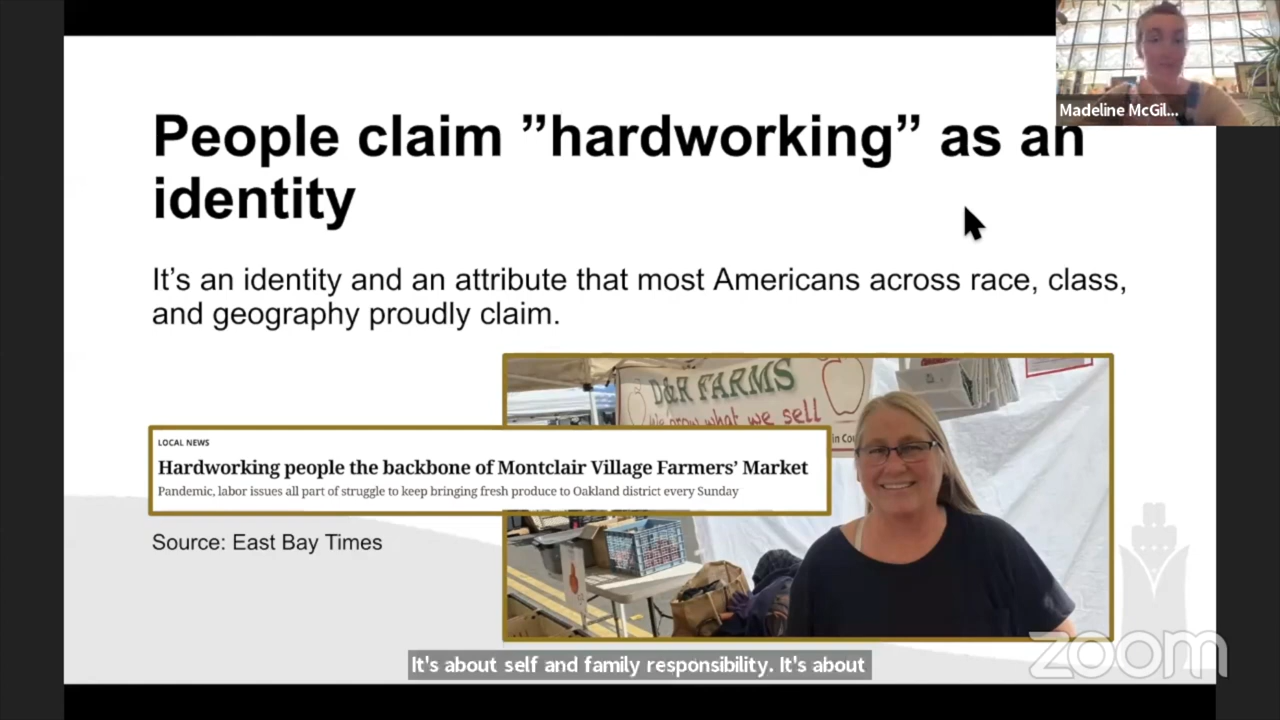 Madeline McGil...
People claim ”hardworking” as an
identity
It’s an identity and an attribute that most Americans across race, class,
and geography proudly claim.
D&R FARMS
We grow what we sell
in Cou
LOCAL NEWS
Hardworking people the backbone of Montclair Village Farmers’ Market
Pandemic, labor issues all part of struggle to keep bringing fresh produce to Oakland district every Sunday
Source: East Bay Times
It's about self and family responsibility. It's about
zoom